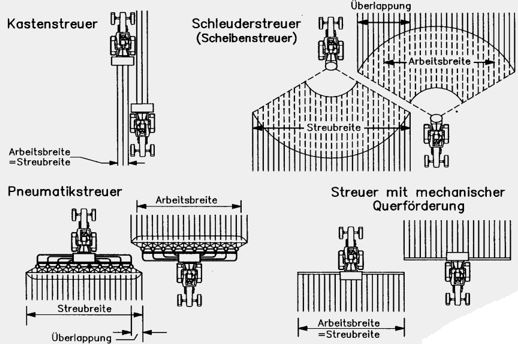 Kastenstreuer
Arbeitsbreite
=Streubreite
Schleuderstreuer
(Scheibenstreuer)
Überlappung
Arbeitsbreite
Streubreite
Pneumatikstreuer
Arbeitsbreite
Streubreite
Überlappung
Streuer mit mechanischer
Querförderung
Arbeitsbreite
=Streubreite